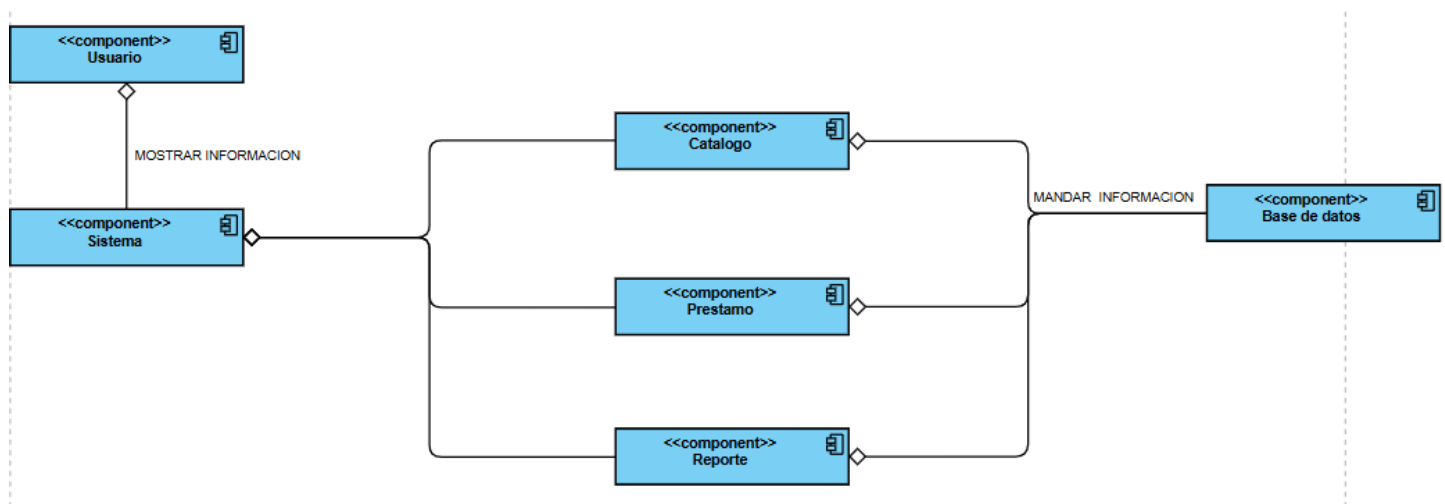 <<component>>
Usuario
MOSTRAR INFORMACION
<<component>>
Sistema
<<component>>
Catalogo
<<component>>
Prestamo
<<component>>
Reporte
MANDAR INFORMACION
<<component>>
Base de datos